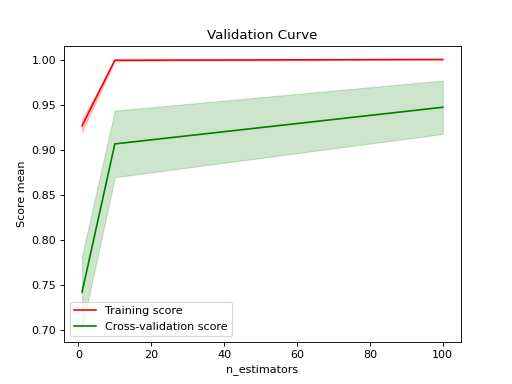 Validation Curve
1.00
0.95
0.90
0.85
0.80
0.75
0.70
Score mean
Training score
Cross-validation score
0 20 40 60 80 100
n_estimators